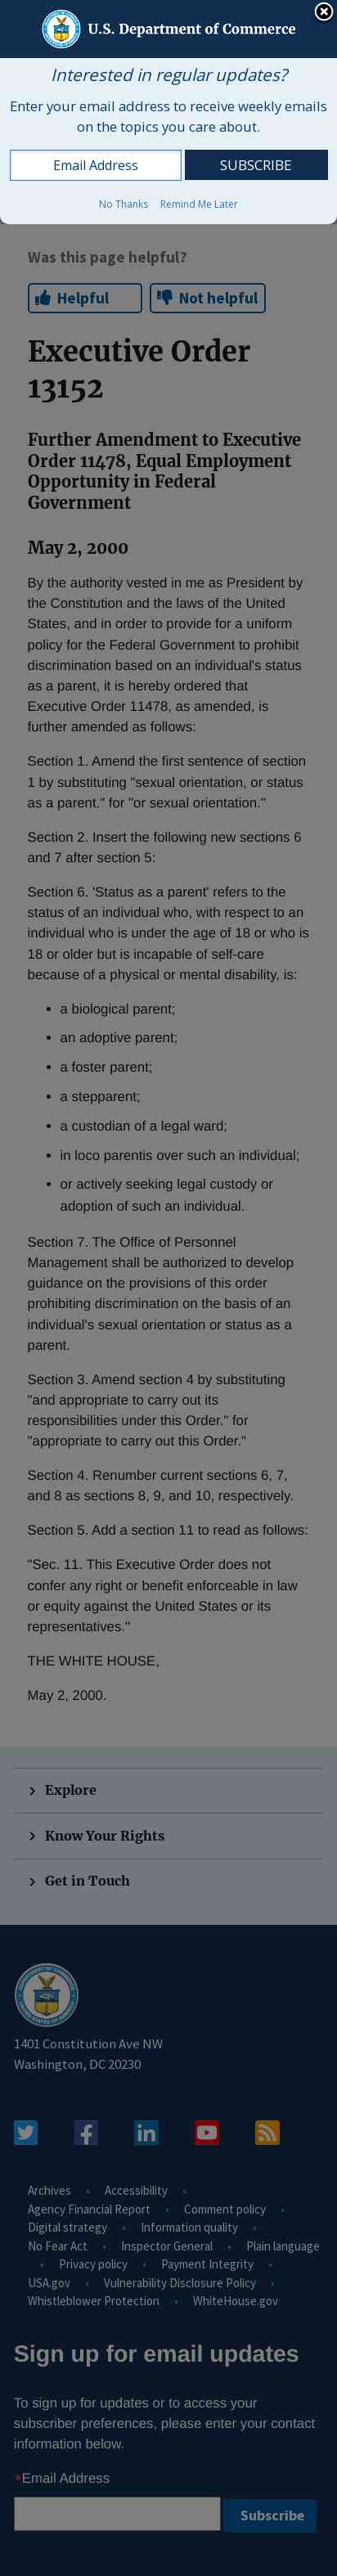 U.S. Department of Commerce
Interested in regular updates?
Enter your email address to receive weekly emails
on the topics you care about.
Email Address
SUBSCRIBE
No Thanks
Remind Me Later
Was this page helpful?
Helpful
Not helpful
Executive Order
13152
Further Amendment to Executive
Order 11478, Equal Employment
Opportunity in Federal
Government
May 2, 2000
By the authority vested in me as President by
the Constitution and the laws of the United
States, and in order to provide for a uniform
policy for the Federal Government to prohibit
discrimination based on an individual's status
as a parent, it is hereby ordered that
Executive Order 11478, as amended, is
further amended as follows:
Section 1. Amend the first sentence of section
1 by substituting "sexual orientation, or status
as a parent." for "or sexual orientation."
Section 2. Insert the following new sections 6
and 7 after section 5:
Section 6. 'Status as a parent' refers to the
status of an individual who, with respect to an
individual who is under the age of 18 or who is
18 or older but is incapable of self-care
because of a physical or mental disability, is:
• a biological parent;
• an adoptive parent;
• a foster parent;
• a stepparent;
• a custodian of a legal ward;
• in loco parentis over such an individual;
• or actively seeking legal custody or
adoption of such an individual.
Section 7. The Office of Personnel
Management shall be authorized to develop
guidance on the provisions of this order
prohibiting discrimination on the basis of an
individual's sexual orientation or status as a
parent.
Section 3. Amend section 4 by substituting
"and appropriate to carry out its
responsibilities under this Order." for
"appropriate to carry out this Order."
Section 4. Renumber current sections 6, 7,
and 8 as sections 8, 9, and 10, respectively.
Section 5. Add a section 11 to read as follows:
"Sec. 11. This Executive Order does not
confer any right or benefit enforceable in law
or equity against the United States or its
representatives."
THE WHITE HOUSE,
May 2, 2000.
Explore
Know Your Rights
Get in Touch
1401 Constitution Ave NW
Washington, DC 20230
Archives • Accessibility •
Agency Financial Report • Comment policy •
Digital strategy • Information quality •
No Fear Act • Inspector General • Plain language
• Privacy policy • Payment Integrity •
USA.gov • Vulnerability Disclosure Policy •
Whistleblower Protection • WhiteHouse.gov
Sign up for email updates
To sign up for updates or to access your
subscriber preferences, please enter your contact
information below.
*Email Address
Subscribe